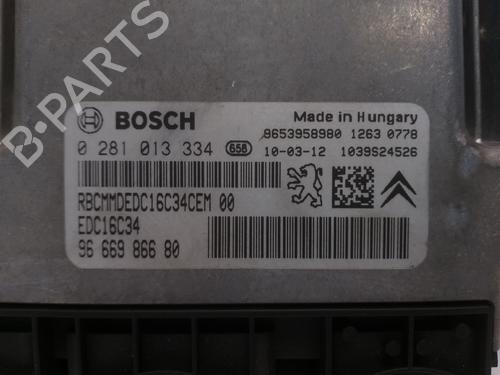 B-PARTS
BOSCH
Made in Hungary
9653958980 1263 0778
0 281 013 334 658 10-03-12 1039S24526
RBCMMDEDC16C34CEM 00
EDC16C34
96 669 866 80